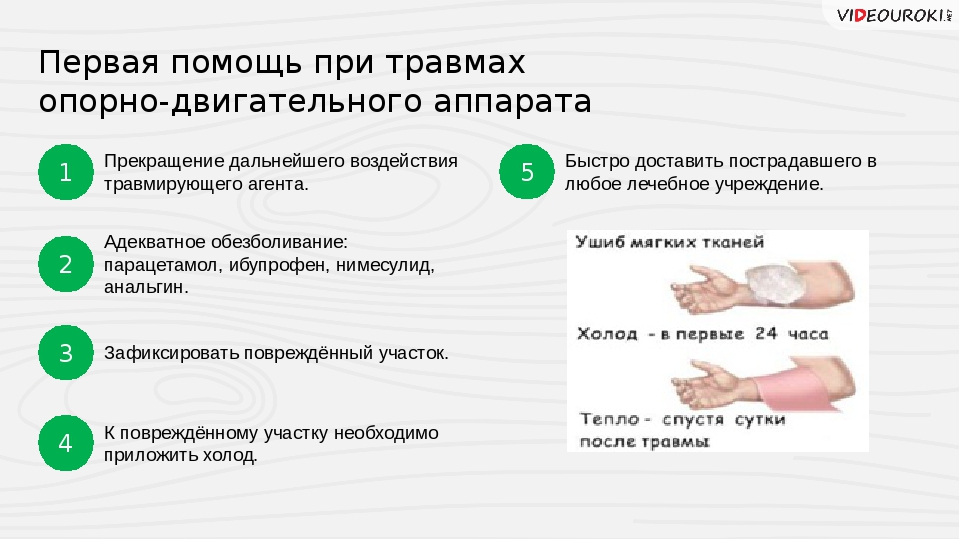 VIDEOUROKI.NET
Первая помощь при травмах
опорно-двигательного аппарата
1
Прекращение дальнейшего воздействия
травмирующего агента.
2
Адекватное обезболивание:
парацетамол, ибупрофен, нимесулид,
анальгин.
3
Зафиксировать повреждённый участок.
4
К повреждённому участку необходимо
приложить холод.
5
Быстро доставить пострадавшего в
любое лечебное учреждение.
Ушиб мягких тканей
Холод - в первые 24 часа
Тепло - спустя сутки
после травмы